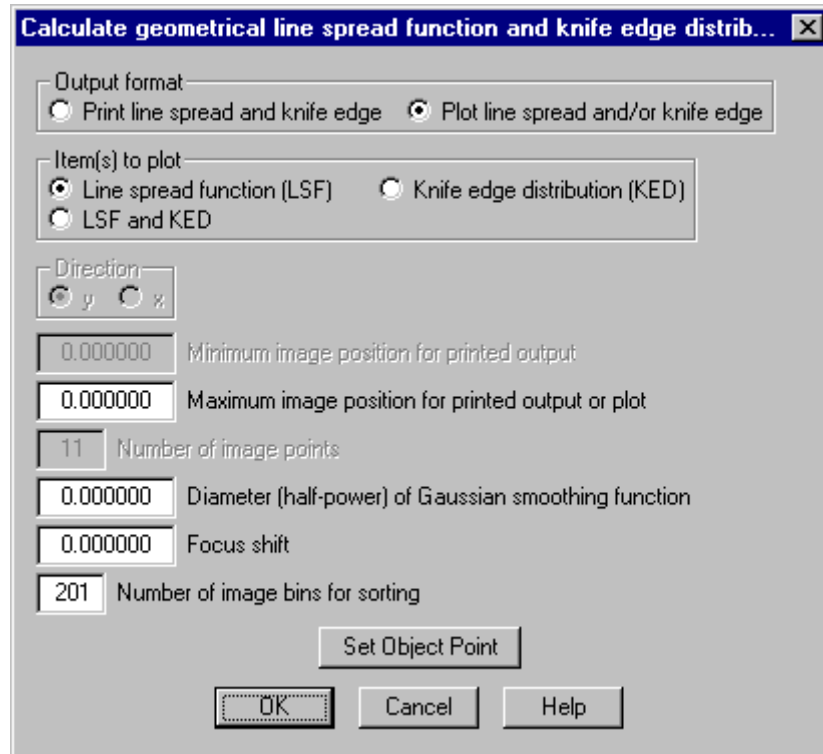 Calculate geometrical line spread function and knife edge distrib...
Output format
Print line spread and knife edge Plot line spread and/or knife edge
Item(s) to plot
Line spread function (LSF) Knife edge distribution (KED)
LSF and KED
Direction
y x
0.000000 Minimum image position for printed output
0.000000 Maximum image position for printed output or plot
11 Number of image points
0.000000 Diameter (half-power) of Gaussian smoothing function
0.000000 Focus shift
201 Number of image bins for sorting
Set Object Point
OK Cancel Help